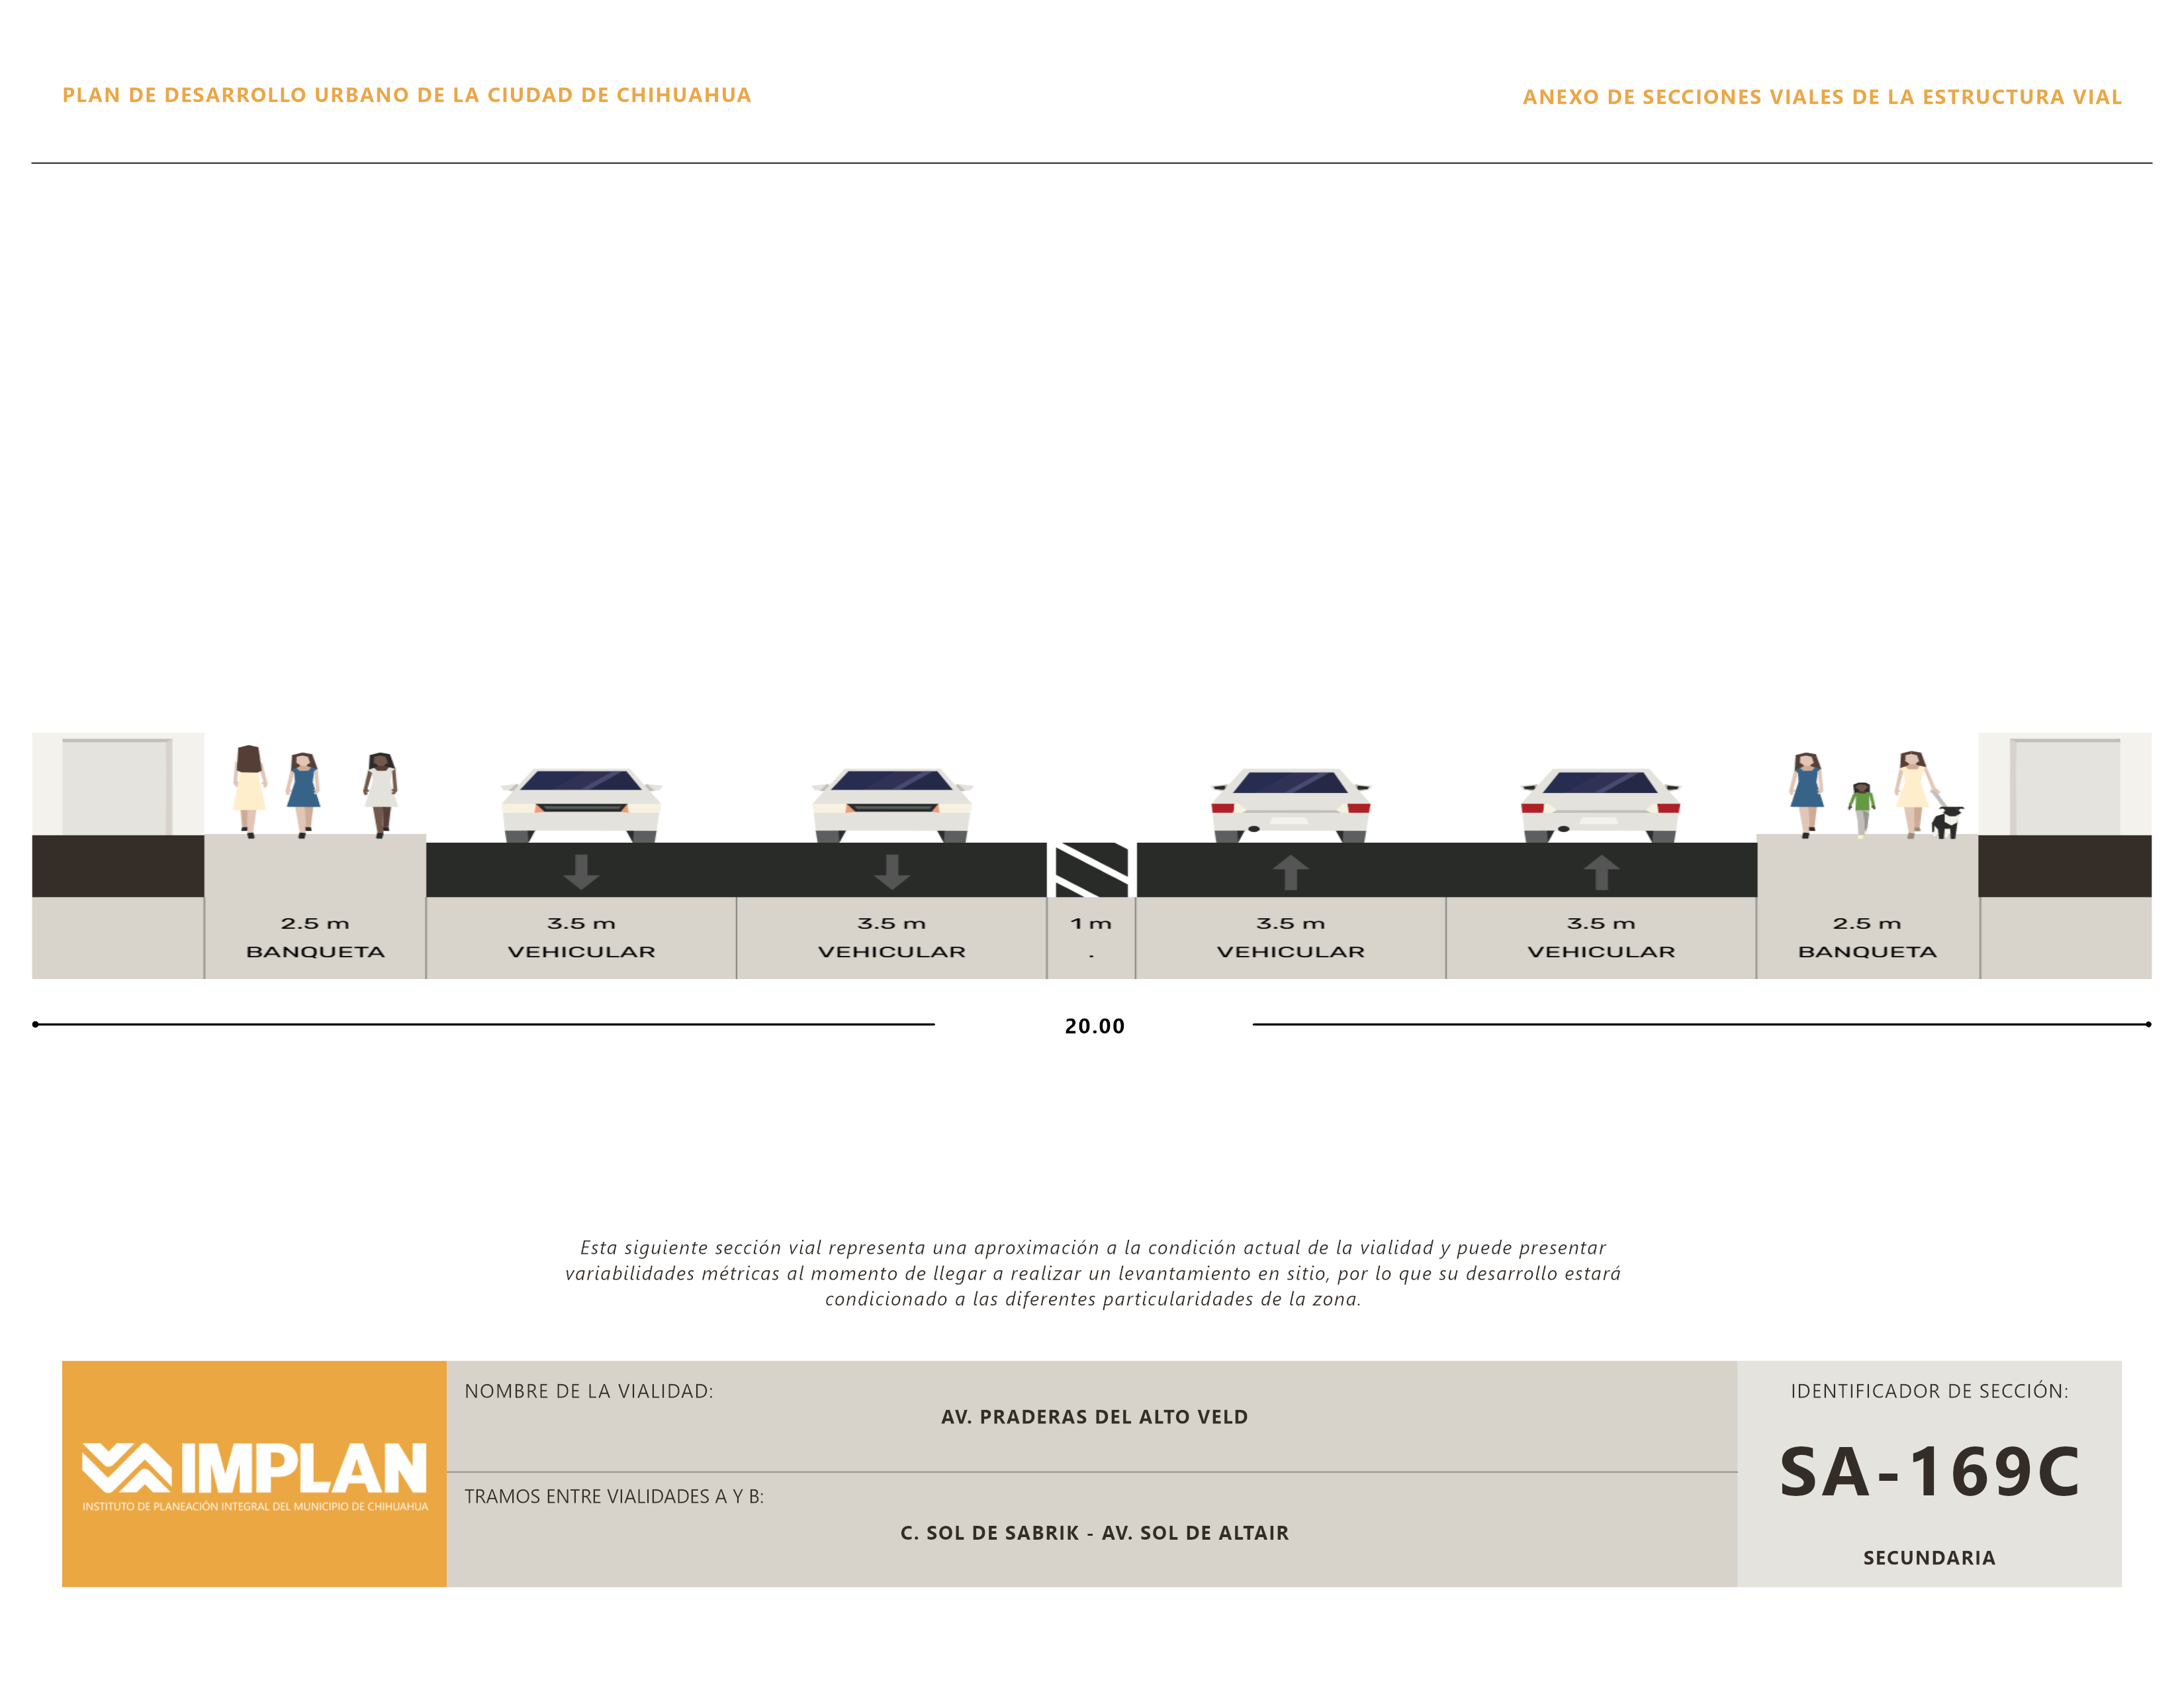 PLAN DE DESARROLLO URBANO DE LA CIUDAD DE CHIHUAHUA
ANEXO DE SECCIONES VIALES DE LA ESTRUCTURA VIAL
2.5 m
BANQUETA
3.5 m
VEHICULAR
3.5 m
VEHICULAR
1 m
.
3.5 m
VEHICULAR
3.5 m
VEHICULAR
2.5 m
BANQUETA
20.00
Esta siguiente sección vial representa una aproximación a la condición actual de la vialidad y puede presentar
variabilidades métricas al momento de llegar a realizar un levantamiento en sitio, por lo que su desarrollo estará
condicionado a las diferentes particularidades de la zona.
IMPLAN
INSTITUTO DE PLANEACIÓN INTEGRAL DEL MUNICIPIO DE CHIHUAHUA
NOMBRE DE LA VIALIDAD:
AV. PRADERAS DEL ALTO VELD
TRAMOS ENTRE VIALIDADES A Y B:
C. SOL DE SABRIK - AV. SOL DE ALTAIR
IDENTIFICADOR DE SECCIÓN:
SA-169C
SECUNDARIA